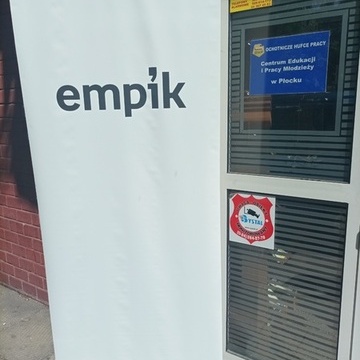 empik
OCHOTNICZE HUFCE PRACY
Centrum Edukacji
i Pracy Młodzieży
w Płocku